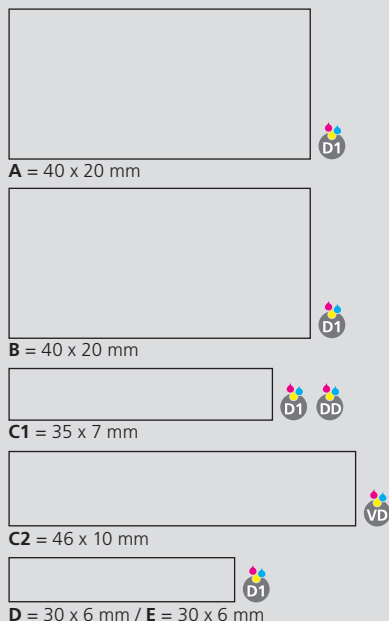 D1
A = 40 x 20 mm
D1
B = 40 x 20 mm
D1 DD
C1 = 35 x 7 mm
VD
C2 = 46 x 10 mm
D1
D = 30 x 6 mm / E = 30 x 6 mm